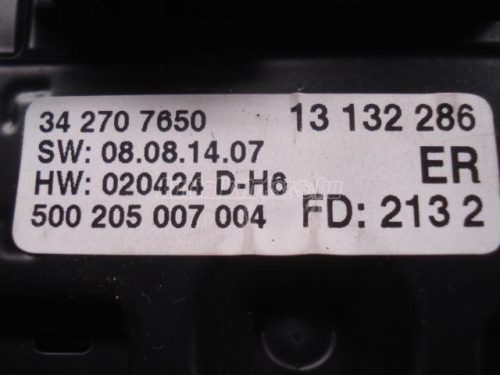 34 270 7650 13 132 286
SW: 08.08.14.07 ER
HW: 020424 D-H6
500 205 007 004 FD: 213 2